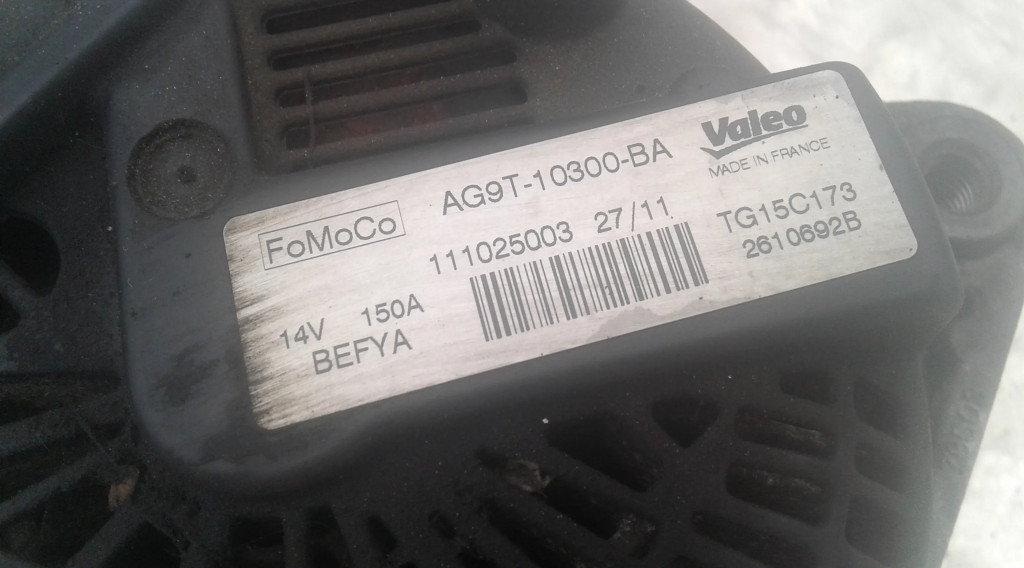 FoMoCo
AG9T-10300-BA
Valeo
MADE IN FRANCE
111025003 27/11
TG15C173
2610692B
14V 150A
BEFYA